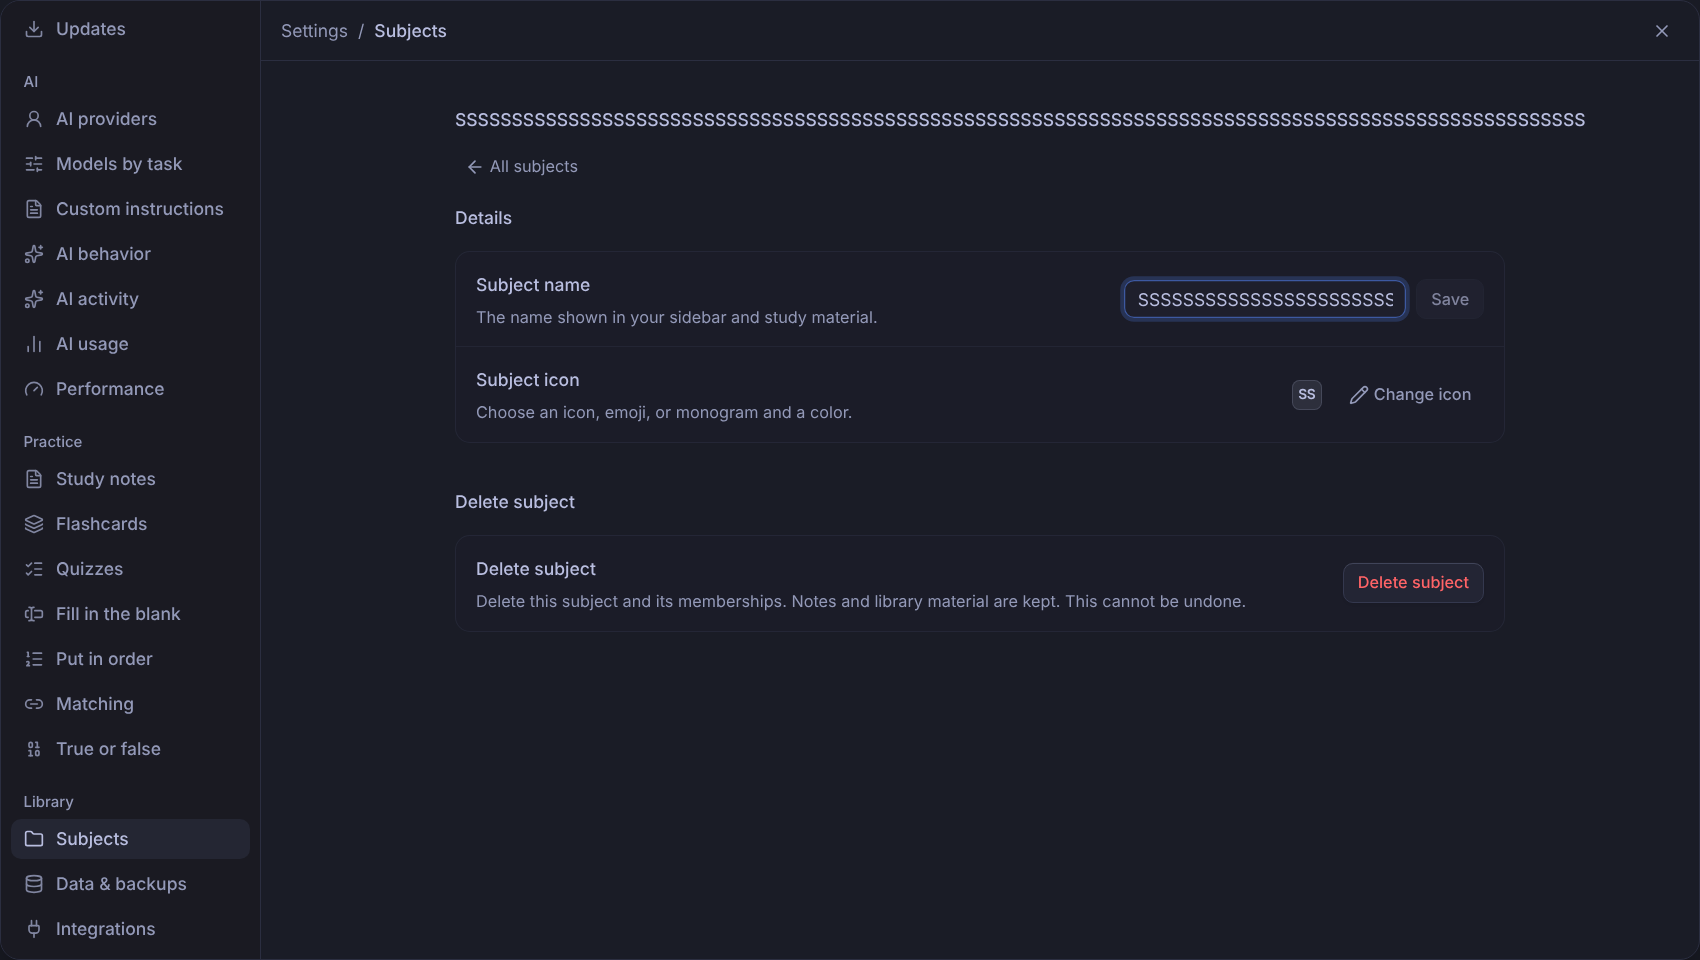 Updates
Settings / Subjects
AI
AI providers
Models by task
Custom instructions
AI behavior
AI activity
AI usage
Performance
Practice
Study notes
Flashcards
Quizzes
Fill in the blank
Put in order
Matching
True or false
Library
Subjects
Data & backups
Integrations
SSSSSSSSSSSSSSSSSSSSSSSSSSSSSSSSSSSSSSSSSSSSSSSSSSSSSSSSSSSSSSSSSSSSSSSSSSSSSSSSSSSSSSSSSSSSSSSSSSSS
All subjects
Details
Subject name
The name shown in your sidebar and study material.
SSSSSSSSSSSSSSSSSSSSSSS
Save
Subject icon
Choose an icon, emoji, or monogram and a color.
SS
Change icon
Delete subject
Delete subject
Delete this subject and its memberships. Notes and library material are kept. This cannot be undone.
Delete subject